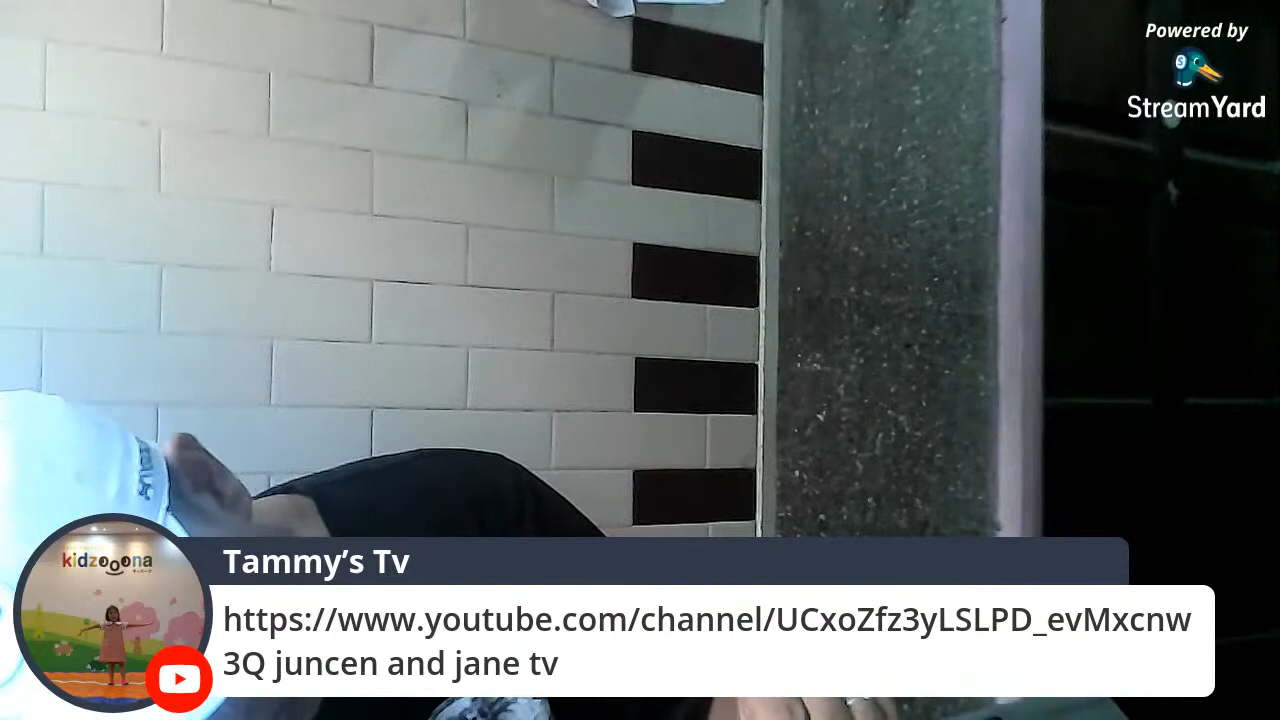 Powered by
StreamYard
kidzooona
Tammy’s Tv
https://www.youtube.com/channel/UCxoZfz3yLSLPD_evMxcnw
3Q juncen and jane tv